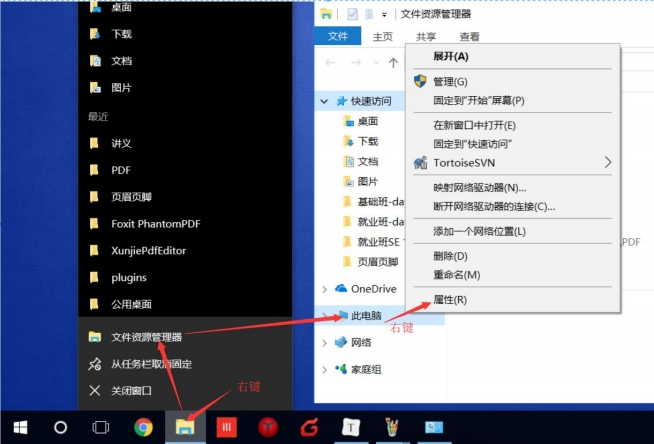 桌面
下载
文档
图片
最近
讲义
PDF
页眉页脚
Foxit PhantomPDF
XunjiePdfEditor
plugins
公用桌面
文件资源管理器
从任务栏取消固定
关闭窗口
右键
文件资源管理器
文件
主页
共享
查看
快速访问
桌面
下载
文档
图片
基础班-da
就业班-da
就业班SE
页眉页脚
OneDrive
此电脑
网络
家庭组
右键
展开(A)
管理(G)
固定到"开始"屏幕(P)
在新窗口中打开(E)
固定到"快速访问"
TortoiseSVN
映射网络驱动器(N)...
断开网络驱动器的连接(C)...
添加一个网络位置(L)
删除(D)
重命名(M)
属性(R)
PDF
T